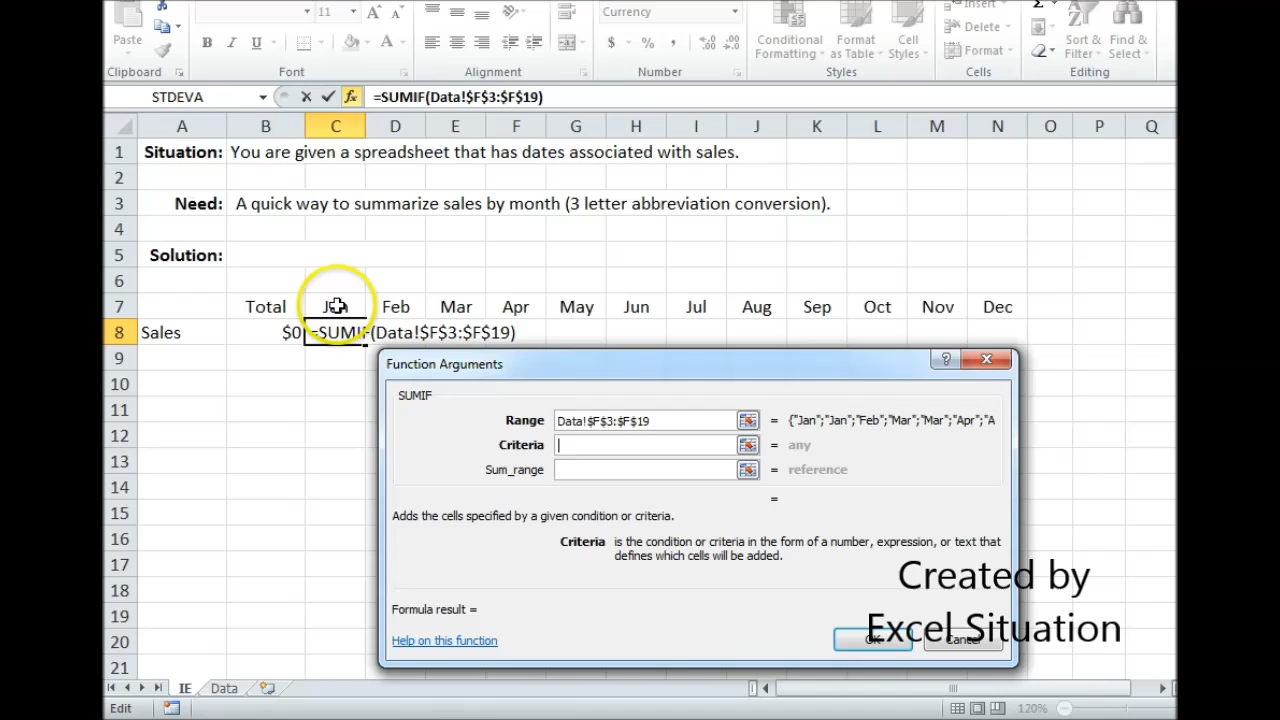 11 Currency Insert
Paste B I U $ % , Conditional Formatting Format as Table Cell Styles Delete Format Sort & Filter Find & Select
Clipboard Font Alignment Number Styles Cells Editing
STDEVA fx =SUMIF(Data!$F$3:$F$19)
A B C D E F G H I J K L M N O P Q
1 Situation: You are given a spreadsheet that has dates associated with sales.
2
3 Need: A quick way to summarize sales by month (3 letter abbreviation conversion).
4
5 Solution:
6
7 Total Jan Feb Mar Apr May Jun Jul Aug Sep Oct Nov Dec
8 Sales $0 =SUMIF(Data!$F$3:$F$19)
9
10
11
12
13
14
15
16
17
18
19
20
21
Function Arguments
SUMIF
Range Data!$F$3:$F$19 = {"Jan";"Jan";"Feb";"Mar";"Mar";"Apr";"A
Criteria = any
Sum_range = reference
=
Adds the cells specified by a given condition or criteria.
Criteria is the condition or criteria in the form of a number, expression, or text that
defines which cells will be added.
Formula result =
Help on this function OK Cancel
Created by
Excel Situation
IE Data
Edit 120%